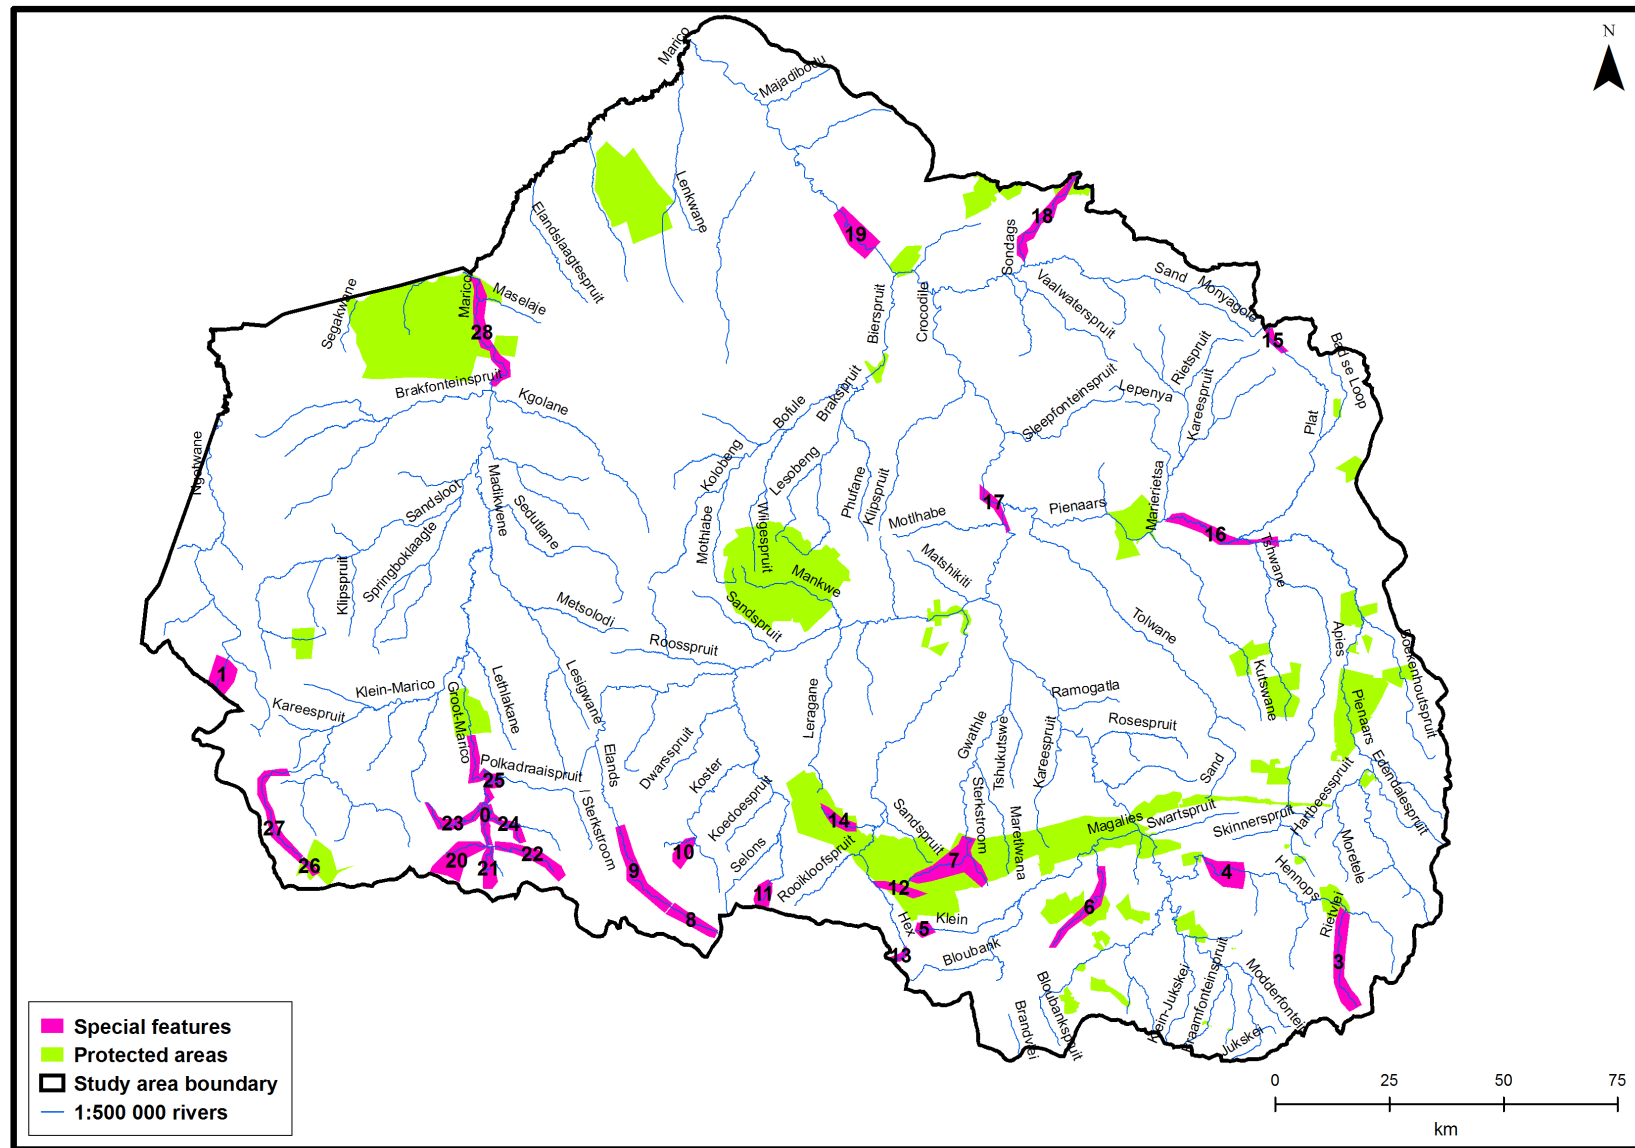 N
Marico
Majadibodu
Lenkwane
Elandslaagtespruit
19
18
Sondags
Segakwane
Marico
Maselaje
28
Sand
Monyagole
Vaalwaterspruit
Bierspruit
Crocodile
15
Bad se Loop
Rietspruit
Brakfonteinspruit
Kgolane
Lepenya
Kareespruit
Sleepfonteinspruit
Brakspruit
Bofule
Plat
Ngotwane
Kolobeng
Lesobeng
Madikwene
Sandsloot
Sedutlane
Phufane
Klipspruit
Marierietsa
17
Pienaars
Motlhabe
16
Mothlabe
Wilgespruit
Springboklaagte
Tshwane
Matshikiti
Mankwe
Klipspruit
Metsolodi
Sandspruit
Tolwane
Apies
Boekenhoutspruit
Roosspruit
1
Klein-Marico
Groot-Marico
Lethlakane
Lesigwane
Kutswane
Ramogatla
Kareespruit
Leragane
Rosespruit
Pienaars
Gwathle
Tshukutswe
Kareespruit
Elands
Dwarsspruit
Koster
Polkadraaispruit
25
Sand
Edendalespruit
Hartbeesspruit
Sterkstroom
Koedoespruit
Sterkstroom
Sandspruit
Maretlwana
Magalies
Swartspruit
Skinnerspruit
14
0
23
24
27
26
20
21
22
9
10
Selons
Rooikloofspruit
7
Moretele
4
Hennops
12
11
8
6
Rietvlei
Hex
Klein
5
13
Bloubank
3
Bloubankspruit
Brandvlei
Klein-Jukskei
Braamfonteinspruit
Modderfontein
Jukskei
Special features
Protected areas
Study area boundary
1:500 000 rivers
0 25 50 75
km